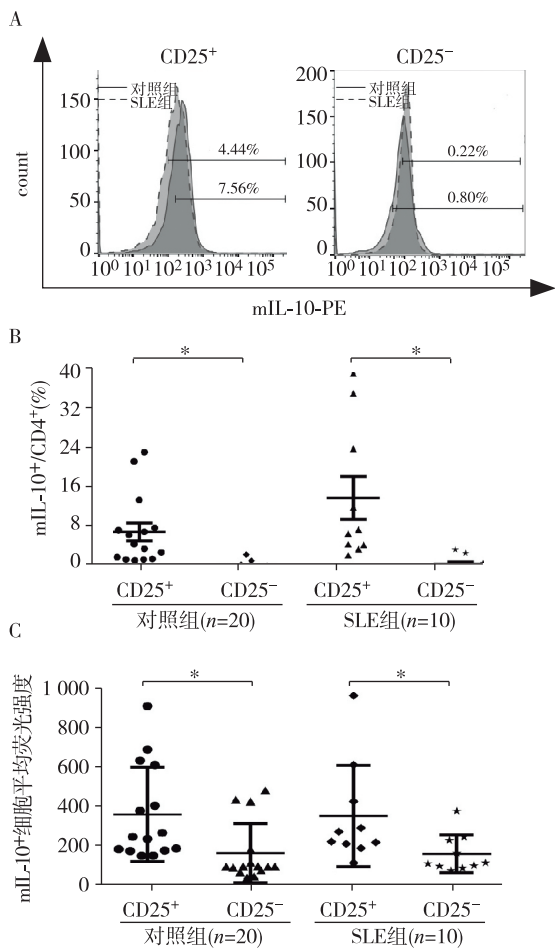 A
CD25⁺
CD25⁻
count
150
100
50
0
对照组
SLE组
4.44%
7.56%
10⁰ 10¹ 10² 10³ 10⁴ 10⁵
200
150
100
50
0
对照组
SLE组
0.22%
0.80%
10⁰ 10¹ 10² 10³ 10⁴ 10⁵
mIL-10-PE
B
mIL-10⁺/CD4⁺(%)
40
32
24
16
8
0
*
*
CD25⁺ CD25⁻ CD25⁺ CD25⁻
对照组(n=20) SLE组(n=10)
C
mIL-10⁺细胞平均荧光强度
1 000
800
600
400
200
0
*
*
CD25⁺ CD25⁻ CD25⁺ CD25⁻
对照组(n=20) SLE组(n=10)